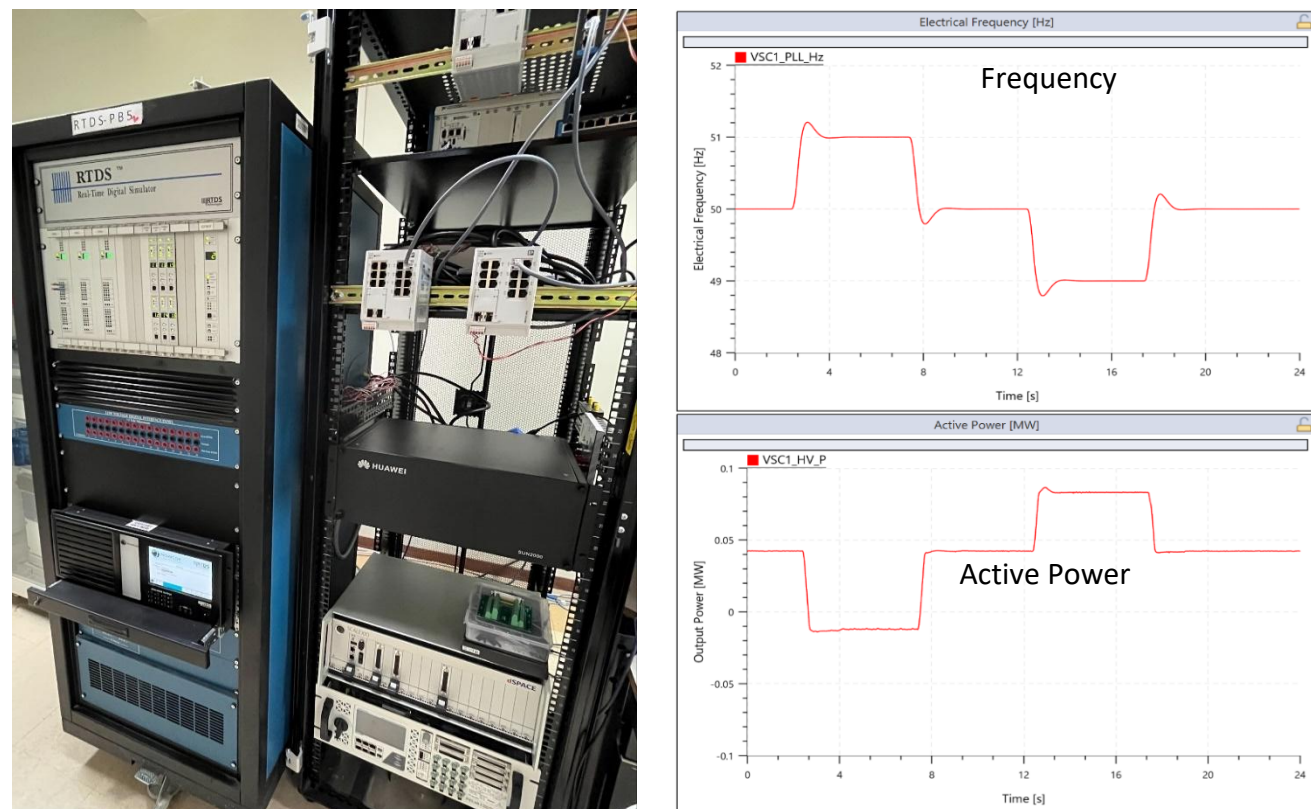 RTDS-PB5
RTDS™
Real-Time Digital Simulator
RTDS
HUAWEI
SUN2000
dSPACE
Electrical Frequency [Hz]
VSC1_PLL_Hz
Frequency
Electrical Frequency [Hz]
52
51
50
49
48
0
4
8
12
16
20
24
Time [s]
Active Power [MW]
VSC1_HV_P
Active Power
Output Power [MW]
0.1
0.05
0
-0.05
-0.1
0
4
8
12
16
20
24
Time [s]